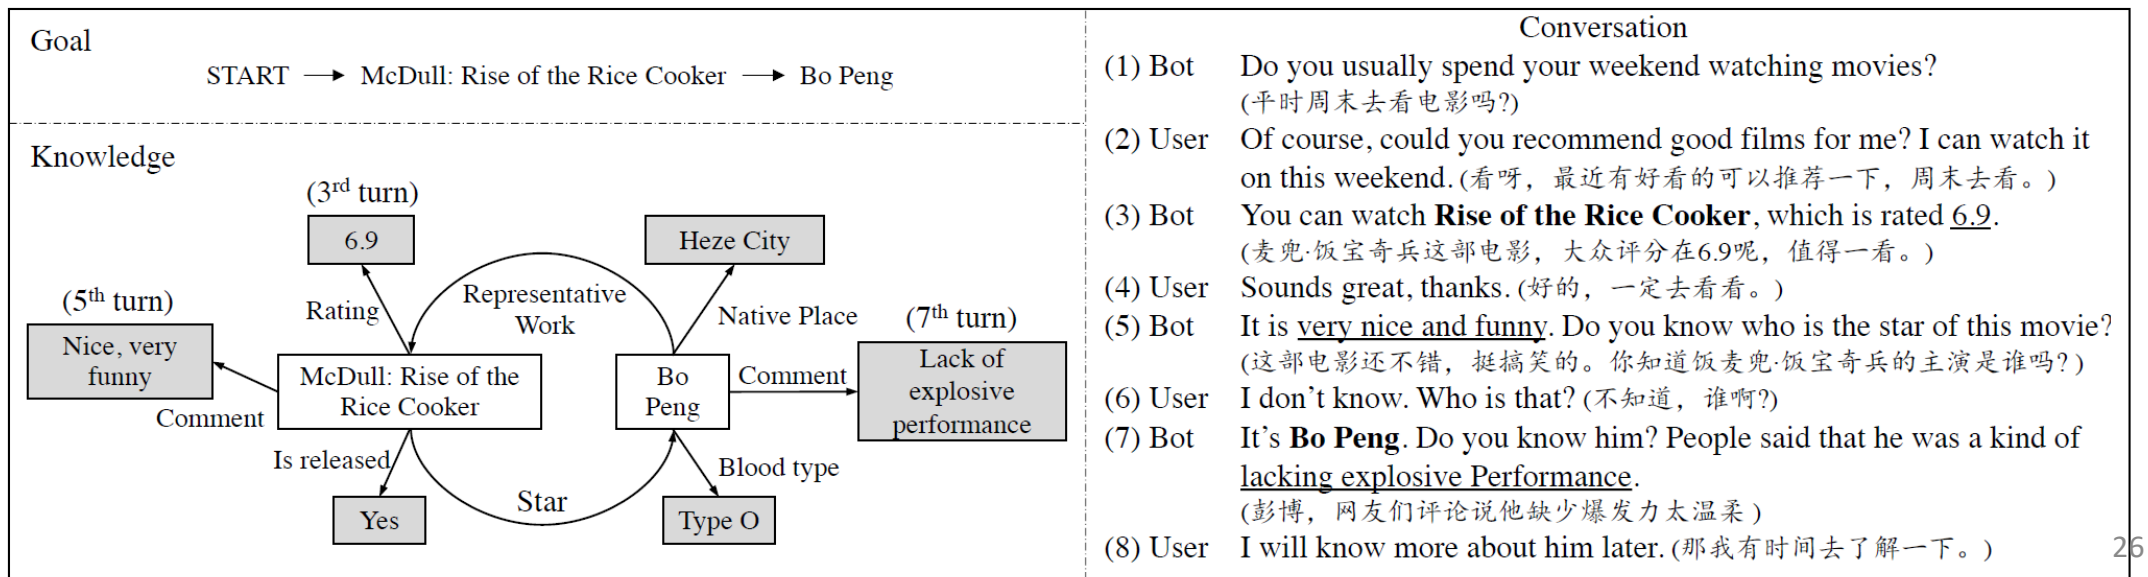 Goal
START → McDull: Rise of the Rice Cooker → Bo Peng
Knowledge
(3rd turn)
6.9
Heze City
(5th turn)
Rating
Representative
Work
Native Place
(7th turn)
Nice, very
funny
McDull: Rise of the
Rice Cooker
Bo
Peng
Comment
Lack of
explosive
performance
Comment
Is released
Star
Blood type
Yes
Type O
Conversation
(1) Bot Do you usually spend your weekend watching movies?
(平时周末去看电影吗?)
(2) User Of course, could you recommend good films for me? I can watch it
on this weekend. (看呀，最近有好看的可以推荐一下，周末去看。)
(3) Bot You can watch Rise of the Rice Cooker, which is rated 6.9.
(麦兜·饭宝奇兵这部电影，大众评分在6.9呢，值得一看。)
(4) User Sounds great, thanks. (好的，一定去看看。)
(5) Bot It is very nice and funny. Do you know who is the star of this movie?
(这部电影还不错，挺搞笑的。你知道饭麦兜·饭宝奇兵的主演是谁吗?)
(6) User I don't know. Who is that? (不知道，谁啊?)
(7) Bot It's Bo Peng. Do you know him? People said that he was a kind of
lacking explosive Performance.
(彭博，网友们评论说他缺少爆发力太温柔)
(8) User I will know more about him later. (那我有时间去了解一下。)
26